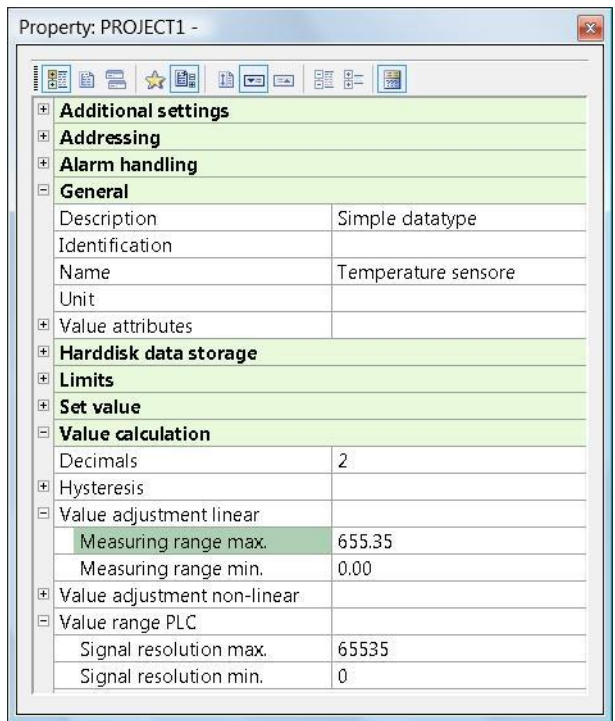 Property: PROJECT1 -
Additional settings
Addressing
Alarm handling
General
Description Simple datatype
Identification
Name Temperature sensore
Unit
Value attributes
Harddisk data storage
Limits
Set value
Value calculation
Decimals 2
Hysteresis
Value adjustment linear
Measuring range max. 655.35
Measuring range min. 0.00
Value adjustment non-linear
Value range PLC
Signal resolution max. 65535
Signal resolution min. 0